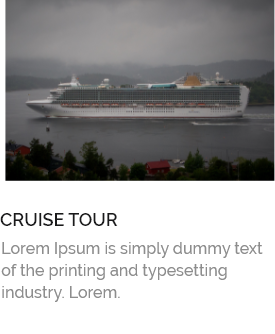 CRUISE TOUR
Lorem Ipsum is simply dummy text
of the printing and typesetting
industry. Lorem.